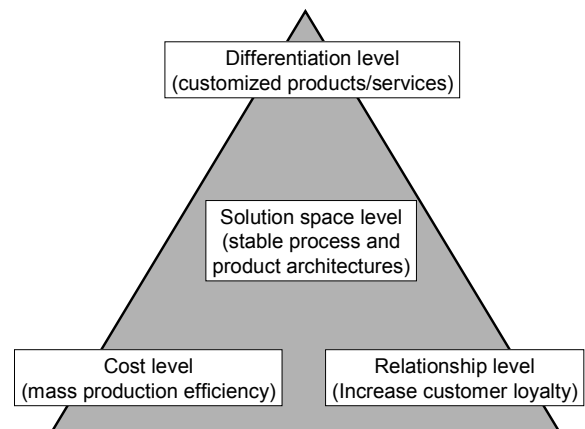 Differentiation level
(customized products/services)
Solution space level
(stable process and
product architectures)
Cost level
(mass production efficiency)
Relationship level
(Increase customer loyalty)